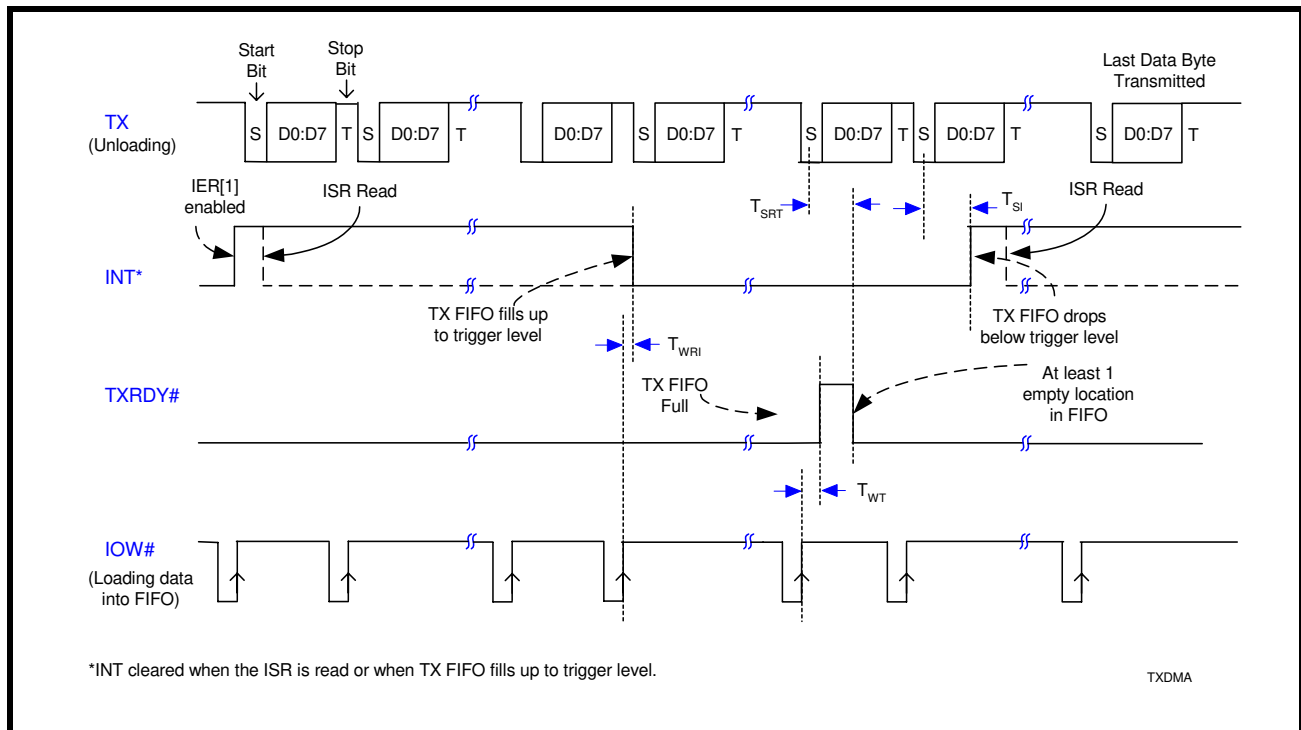 Start
Bit
Stop
Bit
Last Data Byte
Transmitted
TX
(Unloading)
S D0:D7 T S D0:D7 T D0:D7 S D0:D7 T S D0:D7 T S D0:D7 T S D0:D7 T
IER[1]
enabled
ISR Read
TSRT
TSI
ISR Read
INT*
TX FIFO fills up
to trigger level
TX FIFO drops
below trigger level
TWRI
TXRDY#
TX FIFO
Full
At least 1
empty location
in FIFO
TWT
IOW#
(Loading data
into FIFO)
*INT cleared when the ISR is read or when TX FIFO fills up to trigger level.
TXDMA